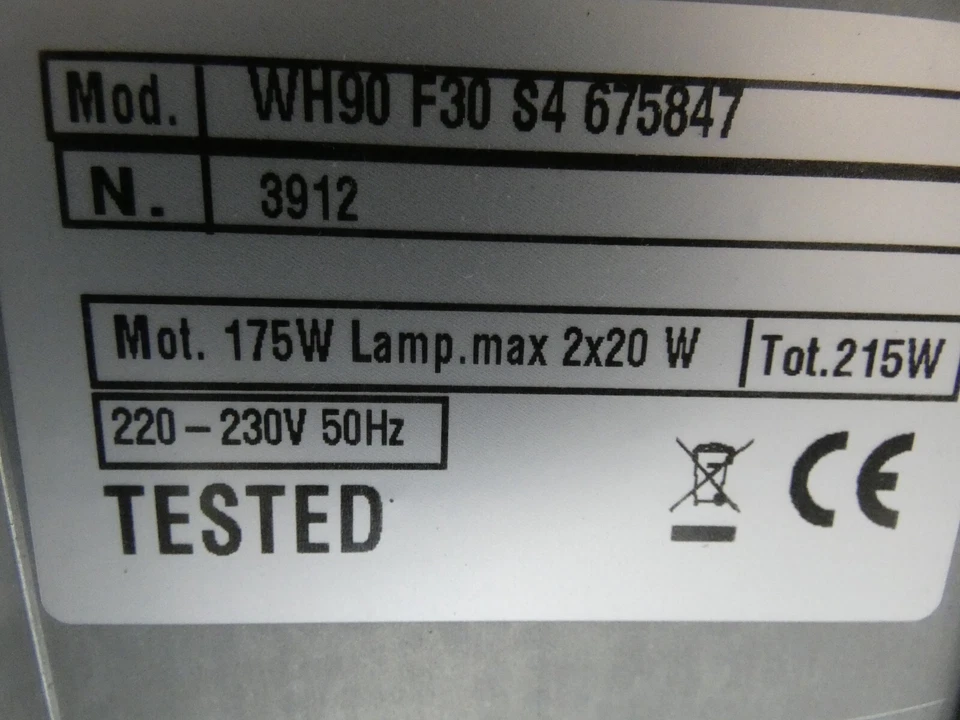 Mod. WH90 F30 S4 675847
N. 3912
Mot. 175W Lamp.max 2x20 W Tot.215W
220-230V 50Hz
TESTED CE